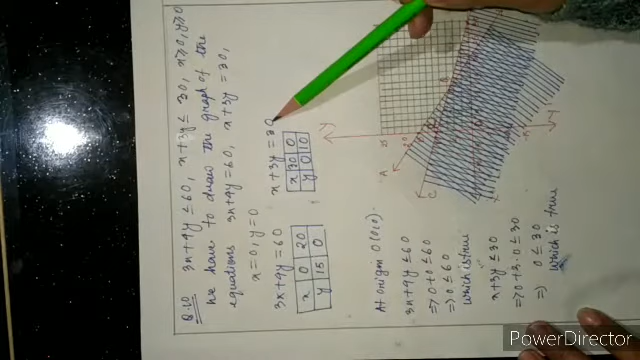 Q.10 3x+4y ≤ 60, x+3y ≤ 30, x≥0, y≥0
We have to draw the graph of the
equations 3x+4y=60, x+3y=30,
x=0, y=0
3x+4y=60
x 0 20
y 15 0
x+3y=30
x 30 0
y 0 10
At origin O(0,0)
3x+4y ≤ 60
=> 0+0 ≤ 60
=> 0 ≤ 60
which is true
x+3y ≤ 30
=> 0+3·0 ≤ 30
=> 0 ≤ 30
Which is true
A
C
PowerDirector